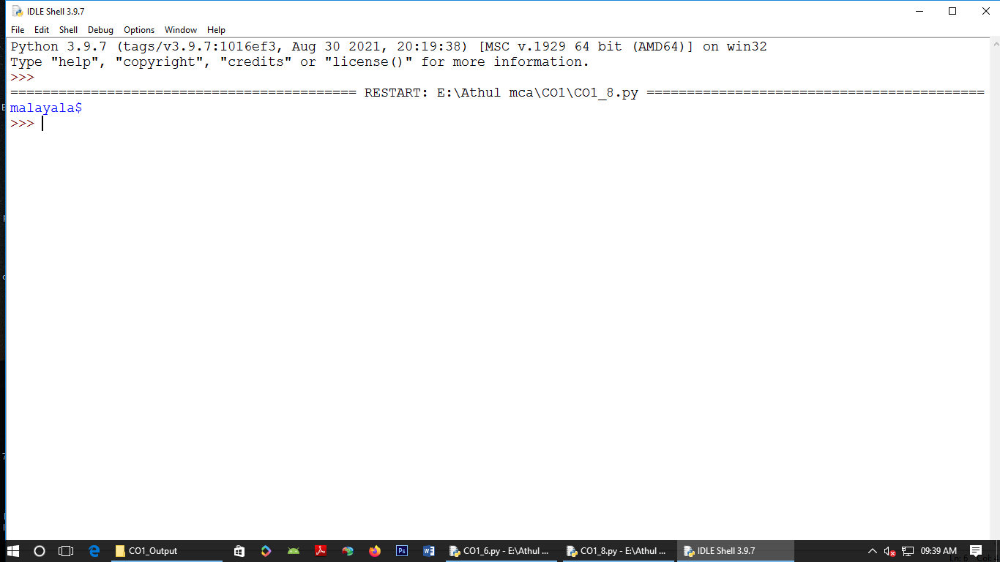 IDLE Shell 3.9.7
File Edit Shell Debug Options Window Help
Python 3.9.7 (tags/v3.9.7:1016ef3, Aug 30 2021, 20:19:38) [MSC v.1929 64 bit (AMD64)] on win32
Type "help", "copyright", "credits" or "license()" for more information.
>>>
=========================================== RESTART: E:\Athul mca\CO1\CO1_8.py ==========================================
malayala$
>>>
CO1_Output CO1_6.py - E:\Athul ... CO1_8.py - E:\Athul ... IDLE Shell 3.9.7 09:39 AM